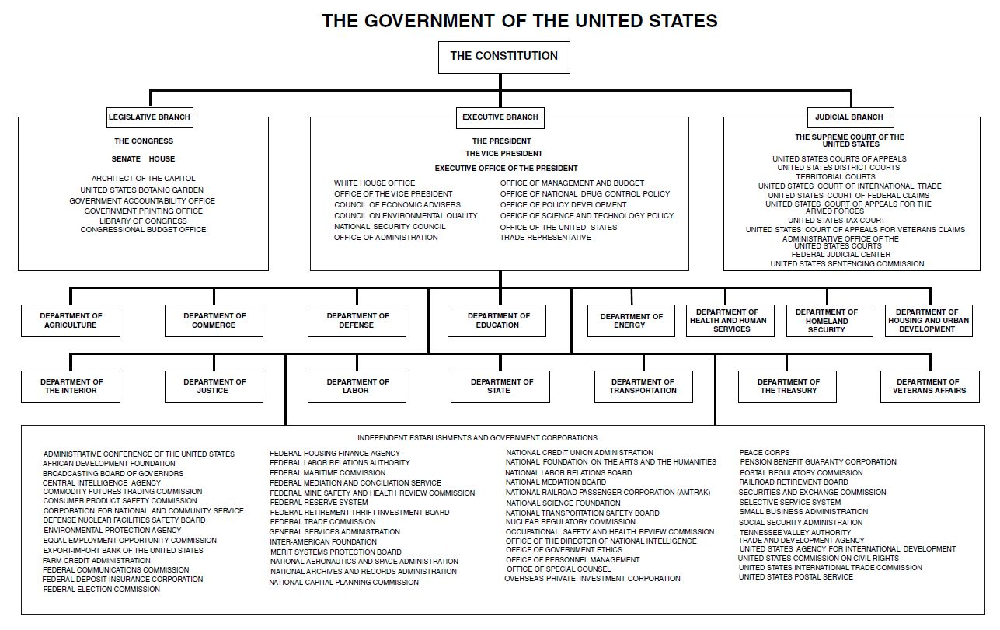 THE GOVERNMENT OF THE UNITED STATES
THE CONSTITUTION
LEGISLATIVE BRANCH
THE CONGRESS
SENATE HOUSE
ARCHITECT OF THE CAPITOL
UNITED STATES BOTANIC GARDEN
GOVERNMENT ACCOUNTABILITY OFFICE
GOVERNMENT PRINTING OFFICE
LIBRARY OF CONGRESS
CONGRESSIONAL BUDGET OFFICE
EXECUTIVE BRANCH
THE PRESIDENT
THE VICE PRESIDENT
EXECUTIVE OFFICE OF THE PRESIDENT
WHITE HOUSE OFFICE
OFFICE OF THE VICE PRESIDENT
COUNCIL OF ECONOMIC ADVISERS
COUNCIL ON ENVIRONMENTAL QUALITY
NATIONAL SECURITY COUNCIL
OFFICE OF ADMINISTRATION
OFFICE OF MANAGEMENT AND BUDGET
OFFICE OF NATIONAL DRUG CONTROL POLICY
OFFICE OF POLICY DEVELOPMENT
OFFICE OF SCIENCE AND TECHNOLOGY POLICY
OFFICE OF THE UNITED STATES
TRADE REPRESENTATIVE
JUDICIAL BRANCH
THE SUPREME COURT OF THE
UNITED STATES
UNITED STATES COURTS OF APPEALS
UNITED STATES DISTRICT COURTS
TERRITORIAL COURTS
UNITED STATES COURT OF INTERNATIONAL TRADE
UNITED STATES COURT OF FEDERAL CLAIMS
UNITED STATES COURT OF APPEALS FOR THE
ARMED FORCES
UNITED STATES TAX COURT
UNITED STATES COURT OF APPEALS FOR VETERANS CLAIMS
ADMINISTRATIVE OFFICE OF THE
UNITED STATES COURTS
FEDERAL JUDICIAL CENTER
UNITED STATES SENTENCING COMMISSION
DEPARTMENT OF
AGRICULTURE
DEPARTMENT OF
COMMERCE
DEPARTMENT OF
DEFENSE
DEPARTMENT OF
EDUCATION
DEPARTMENT OF
ENERGY
DEPARTMENT OF
HEALTH AND HUMAN
SERVICES
DEPARTMENT OF
HOMELAND
SECURITY
DEPARTMENT OF
HOUSING AND URBAN
DEVELOPMENT
DEPARTMENT OF
THE INTERIOR
DEPARTMENT OF
JUSTICE
DEPARTMENT OF
LABOR
DEPARTMENT OF
STATE
DEPARTMENT OF
TRANSPORTATION
DEPARTMENT OF
THE TREASURY
DEPARTMENT OF
VETERANS AFFAIRS
INDEPENDENT ESTABLISHMENTS AND GOVERNMENT CORPORATIONS
ADMINISTRATIVE CONFERENCE OF THE UNITED STATES
AFRICAN DEVELOPMENT FOUNDATION
BROADCASTING BOARD OF GOVERNORS
CENTRAL INTELLIGENCE AGENCY
COMMODITY FUTURES TRADING COMMISSION
CONSUMER PRODUCT SAFETY COMMISSION
CORPORATION FOR NATIONAL AND COMMUNITY SERVICE
DEFENSE NUCLEAR FACILITIES SAFETY BOARD
ENVIRONMENTAL PROTECTION AGENCY
EQUAL EMPLOYMENT OPPORTUNITY COMMISSION
EXPORT-IMPORT BANK OF THE UNITED STATES
FARM CREDIT ADMINISTRATION
FEDERAL COMMUNICATIONS COMMISSION
FEDERAL DEPOSIT INSURANCE CORPORATION
FEDERAL ELECTION COMMISSION
FEDERAL HOUSING FINANCE AGENCY
FEDERAL LABOR RELATIONS AUTHORITY
FEDERAL MARITIME COMMISSION
FEDERAL MEDIATION AND CONCILIATION SERVICE
FEDERAL MINE SAFETY AND HEALTH REVIEW COMMISSION
FEDERAL RESERVE SYSTEM
FEDERAL RETIREMENT THRIFT INVESTMENT BOARD
FEDERAL TRADE COMMISSION
GENERAL SERVICES ADMINISTRATION
INTER-AMERICAN FOUNDATION
MERIT SYSTEMS PROTECTION BOARD
NATIONAL AERONAUTICS AND SPACE ADMINISTRATION
NATIONAL ARCHIVES AND RECORDS ADMINISTRATION
NATIONAL CAPITAL PLANNING COMMISSION
NATIONAL CREDIT UNION ADMINISTRATION
NATIONAL FOUNDATION ON THE ARTS AND THE HUMANITIES
NATIONAL LABOR RELATIONS BOARD
NATIONAL MEDIATION BOARD
NATIONAL RAILROAD PASSENGER CORPORATION (AMTRAK)
NATIONAL SCIENCE FOUNDATION
NATIONAL TRANSPORTATION SAFETY BOARD
NUCLEAR REGULATORY COMMISSION
OCCUPATIONAL SAFETY AND HEALTH REVIEW COMMISSION
OFFICE OF THE DIRECTOR OF NATIONAL INTELLIGENCE
OFFICE OF GOVERNMENT ETHICS
OFFICE OF PERSONNEL MANAGEMENT
OFFICE OF SPECIAL COUNSEL
OVERSEAS PRIVATE INVESTMENT CORPORATION
PEACE CORPS
PENSION BENEFIT GUARANTY CORPORATION
POSTAL REGULATORY COMMISSION
RAILROAD RETIREMENT BOARD
SECURITIES AND EXCHANGE COMMISSION
SELECTIVE SERVICE SYSTEM
SMALL BUSINESS ADMINISTRATION
SOCIAL SECURITY ADMINISTRATION
TENNESSEE VALLEY AUTHORITY
TRADE AND DEVELOPMENT AGENCY
UNITED STATES AGENCY FOR INTERNATIONAL DEVELOPMENT
UNITED STATES COMMISSION ON CIVIL RIGHTS
UNITED STATES INTERNATIONAL TRADE COMMISSION
UNITED STATES POSTAL SERVICE